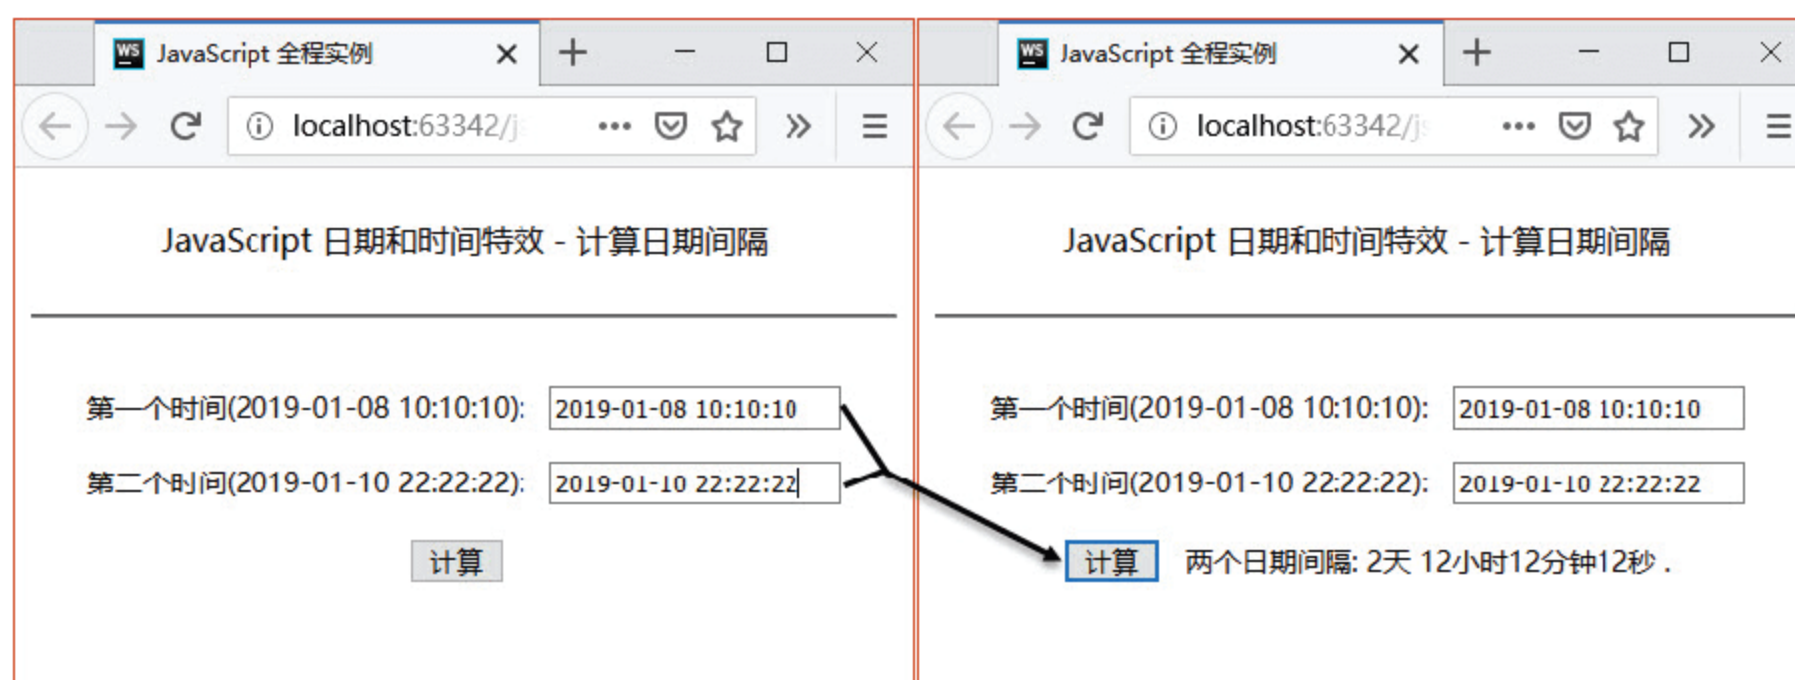 WS JavaScript 全程实例
localhost:63342/j
JavaScript 日期和时间特效 - 计算日期间隔
第一个时间(2019-01-08 10:10:10): 2019-01-08 10:10:10
第二个时间(2019-01-10 22:22:22): 2019-01-10 22:22:22
计算
WS JavaScript 全程实例
localhost:63342/js
JavaScript 日期和时间特效 - 计算日期间隔
第一个时间(2019-01-08 10:10:10): 2019-01-08 10:10:10
第二个时间(2019-01-10 22:22:22): 2019-01-10 22:22:22
计算 两个日期间隔: 2天 12小时12分钟12秒 .